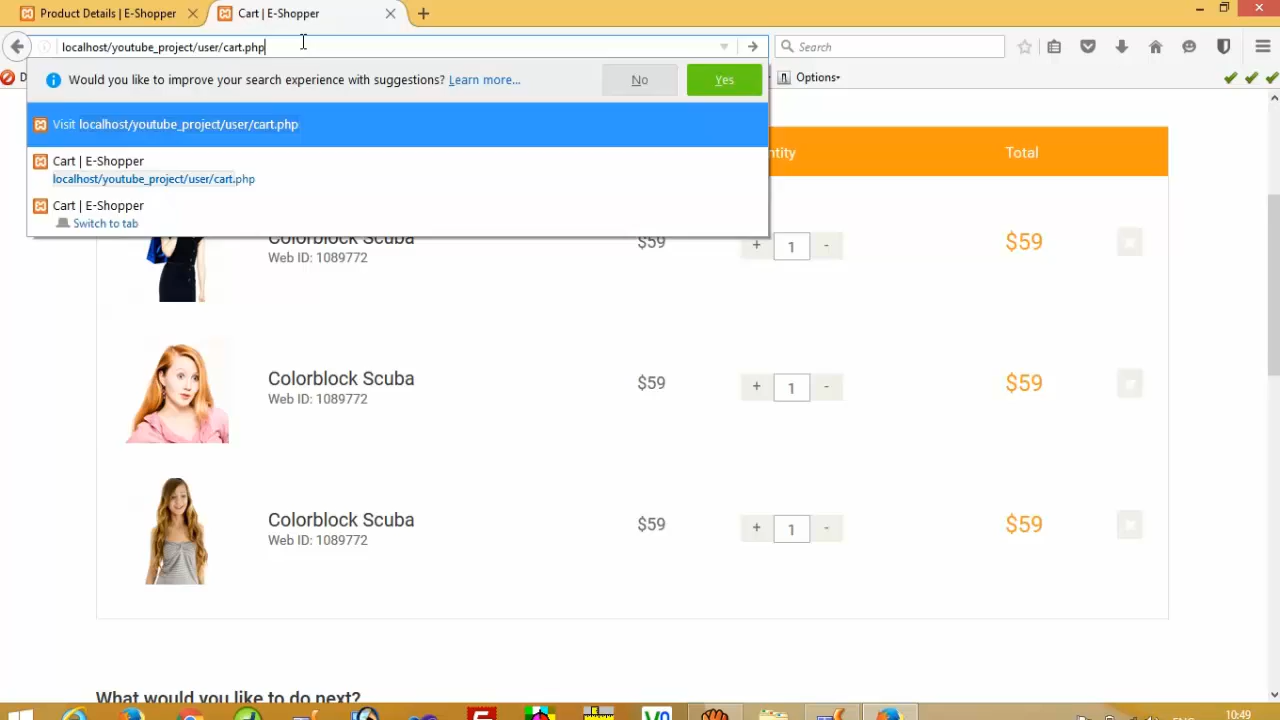 Product Details | E-Shopper
Cart | E-Shopper
localhost/youtube_project/user/cart.php
Search
Would you like to improve your search experience with suggestions? Learn more...
No
Yes
Options
Visit localhost/youtube_project/user/cart.php
Cart | E-Shopper
localhost/youtube_project/user/cart.php
Cart | E-Shopper
Switch to tab
Total
Colorblock Scuba
Web ID: 1089772
$59
+ 1 -
$59
Colorblock Scuba
Web ID: 1089772
$59
+ 1 -
$59
Colorblock Scuba
Web ID: 1089772
$59
+ 1 -
$59
What would you like to do next?
10:49